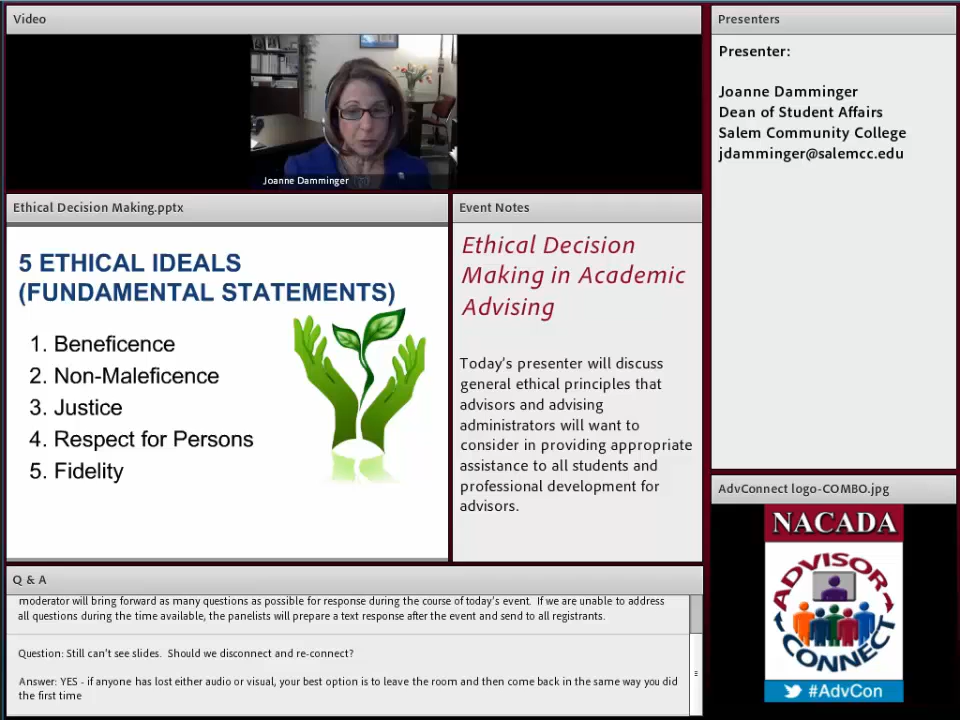 Video
Joanne Damminger
Presenters
Presenter:
Joanne Damminger
Dean of Student Affairs
Salem Community College
jdamminger@salemcc.edu
Ethical Decision Making.pptx
5 ETHICAL IDEALS
(FUNDAMENTAL STATEMENTS)
1. Beneficence
2. Non-Maleficence
3. Justice
4. Respect for Persons
5. Fidelity
Event Notes
Ethical Decision
Making in Academic
Advising
Today's presenter will discuss
general ethical principles that
advisors and advising
administrators will want to
consider in providing appropriate
assistance to all students and
professional development for
advisors.
AdvConnect logo-COMBO.jpg
NACADA
ADVISOR
CONNECT
#AdvCon
Q & A
moderator will bring forward as many questions as possible for response during the course of today's event. If we are unable to address
all questions during the time available, the panelists will prepare a text response after the event and send to all registrants.
Question: Still can't see slides. Should we disconnect and re-connect?
Answer: YES - if anyone has lost either audio or visual, your best option is to leave the room and then come back in the same way you did
the first time